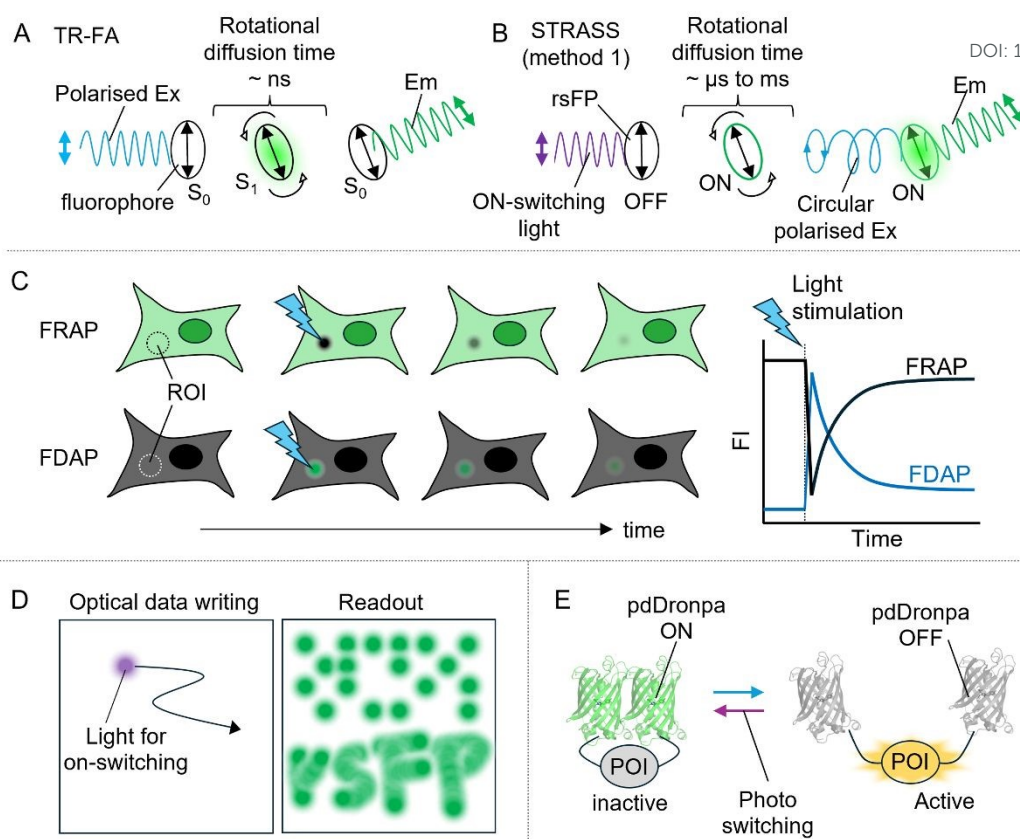 A TR-FA
Rotational
diffusion time
~ ns
Polarised Ex
Em
fluorophore
S0
S1
S0
B STRASS
(method 1)
Rotational
diffusion time
~ µs to ms
DOI: 1
rsFP
Em
ON-switching
light
OFF
ON
Circular
polarised Ex
ON
C
FRAP
ROI
FDAP
time
Light
stimulation
FRAP
FI
FDAP
Time
D
Optical data writing
Readout
Light for
on-switching
rSFP
E
pdDronpa
ON
pdDronpa
OFF
POI
inactive
Photo
switching
POI
Active